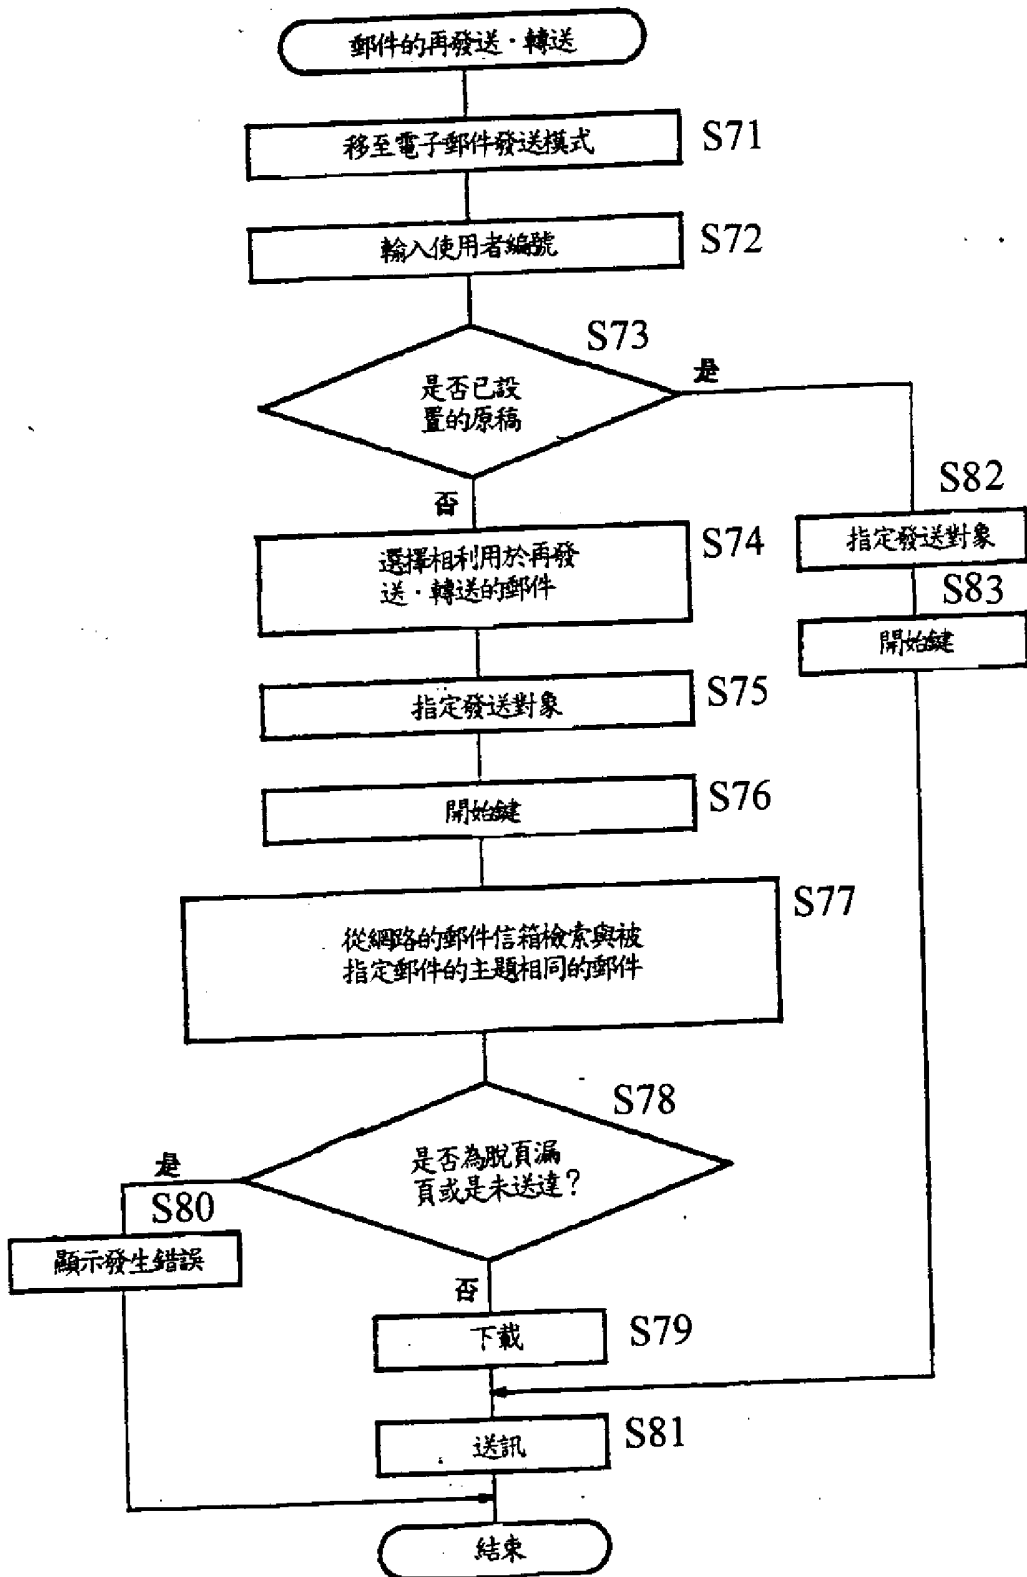 郵件的再發送·轉送
移至電子郵件發送模式
S71
輸入使用者編號
S72
S73
是否已設
置的原稿
是
否
S82
指定發送對象
S83
開始鍵
選擇相利用於再發
送·轉送的郵件
S74
指定發送對象
S75
開始鍵
S76
S77
從網路的郵件信箱檢索與被
指定郵件的主題相同的郵件
S78
是否為脫頁漏
頁或是未送達?
是
S80
顯示發生錯誤
否
下載
S79
送訊
S81
結束